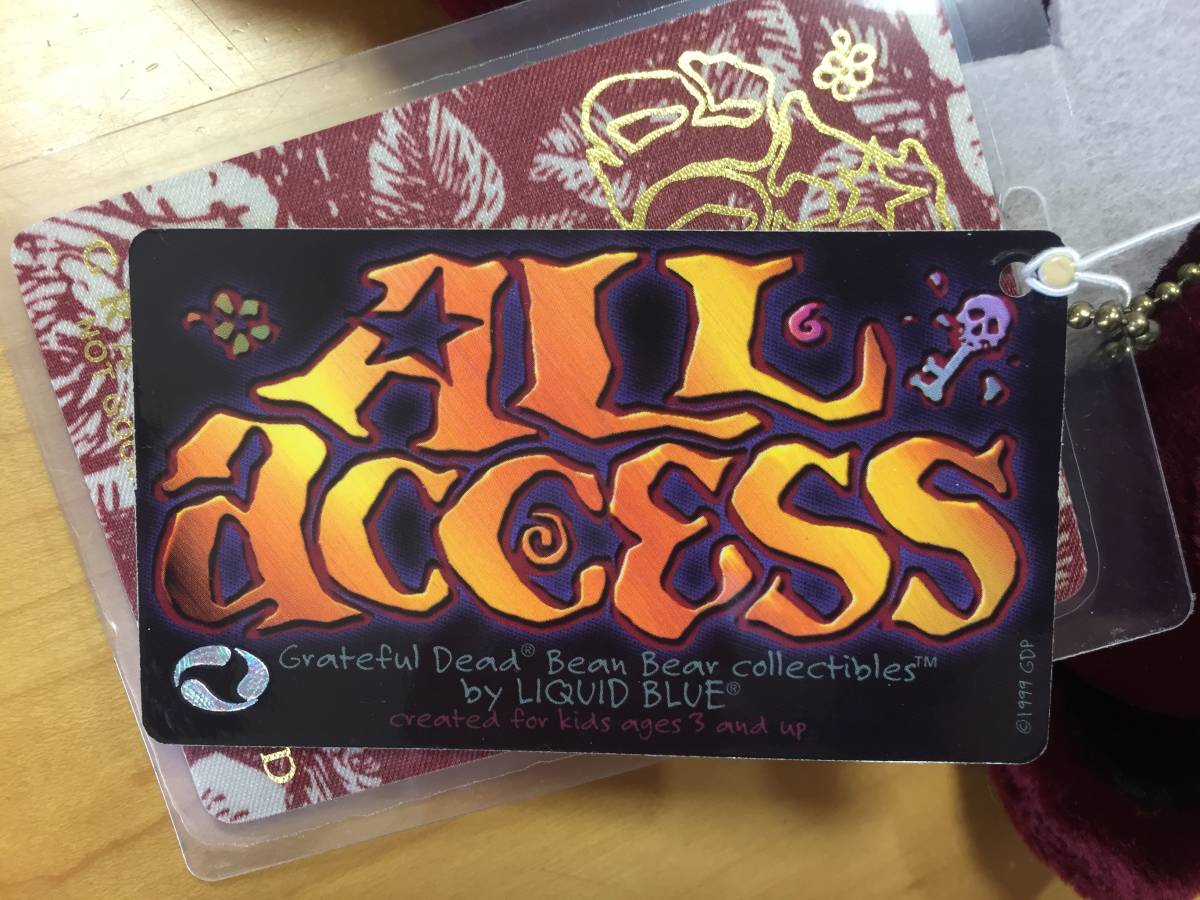 ALL
ACCESS
Grateful Dead® Bean Bear collectibles™
by LIQUID BLUE®
created for kids ages 3 and up
©1999 GDP
NOT
D